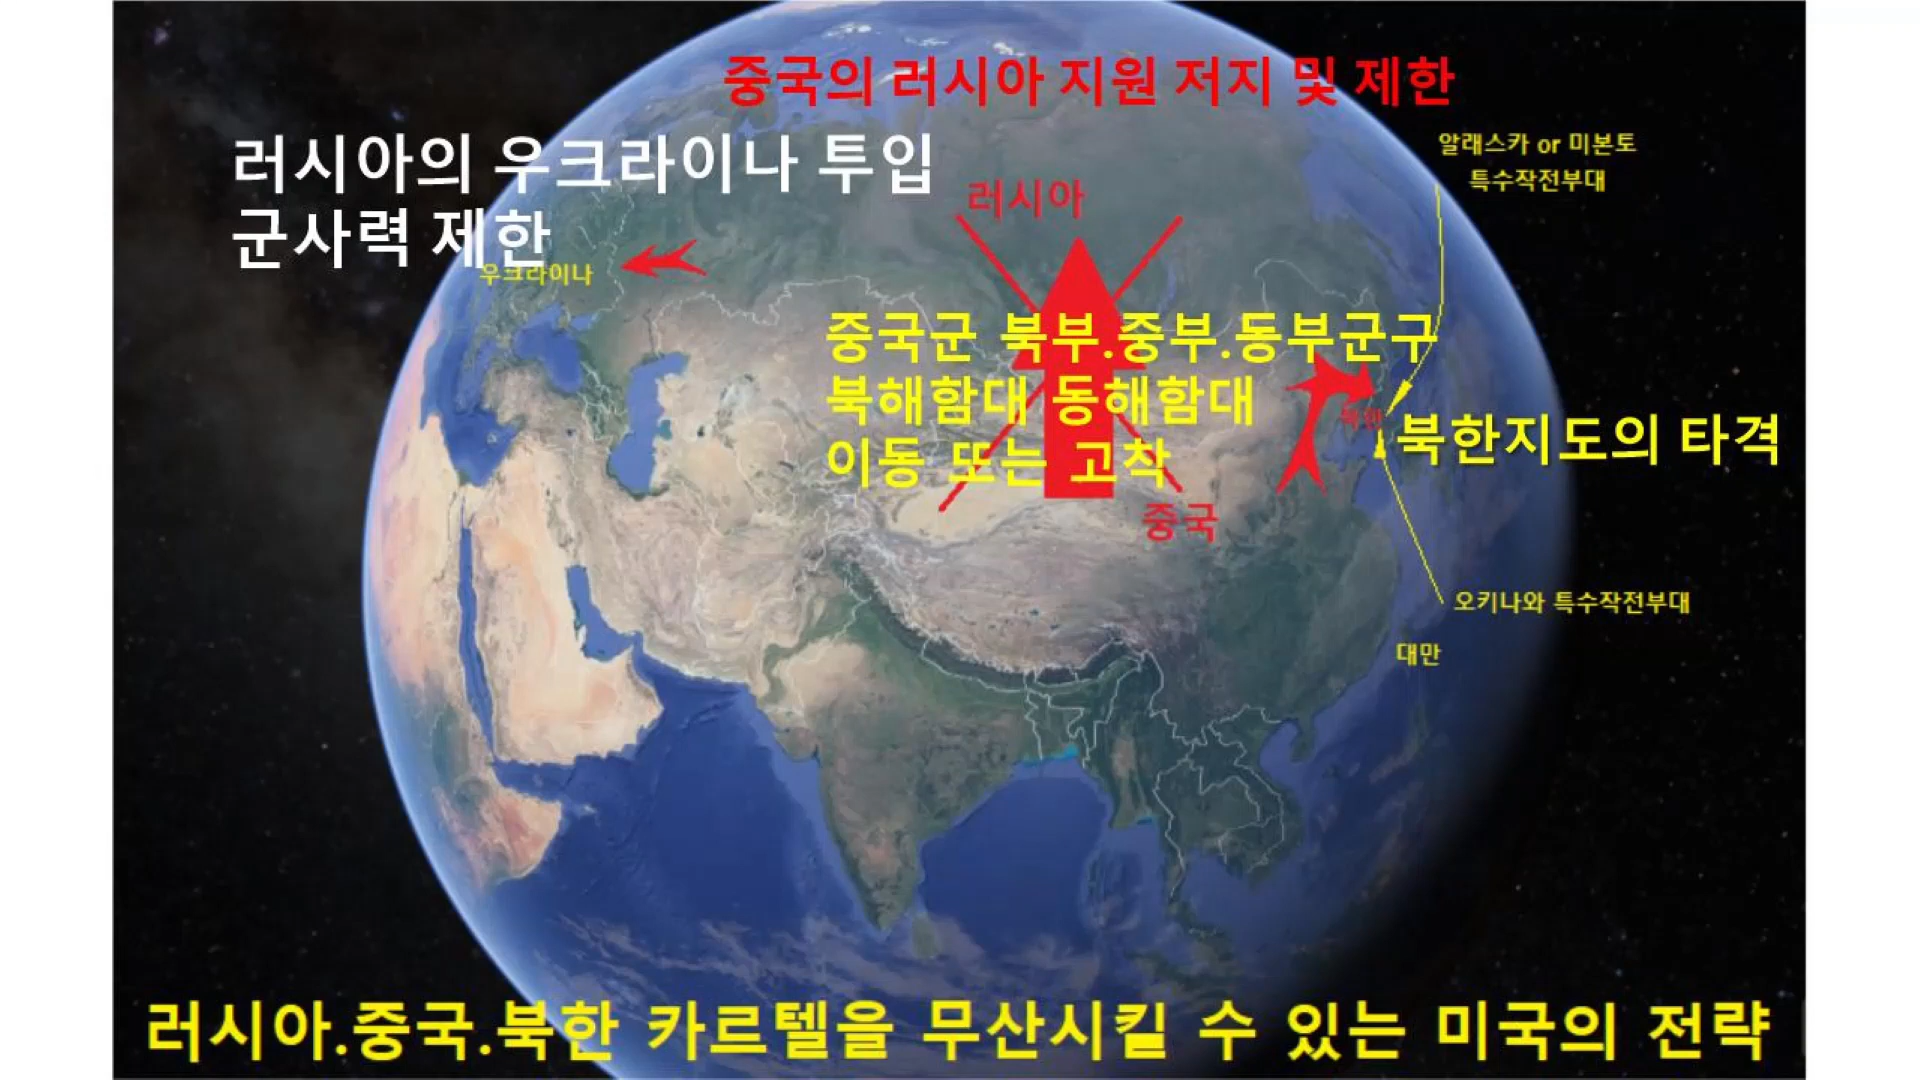 중국의 러시아 지원 저지 및 제한
러시아의 우크라이나 투입
군사력 제한
우크라이나
러시아
알래스카 or 미본토
특수작전부대
중국군 북부.중부.동부군구
북해함대 동해함대
이동 또는 고착
북한
북한지도의 타격
중국
오키나와 특수작전부대
대만
러시아.중국.북한 카르텔을 무산시킬 수 있는 미국의 전략